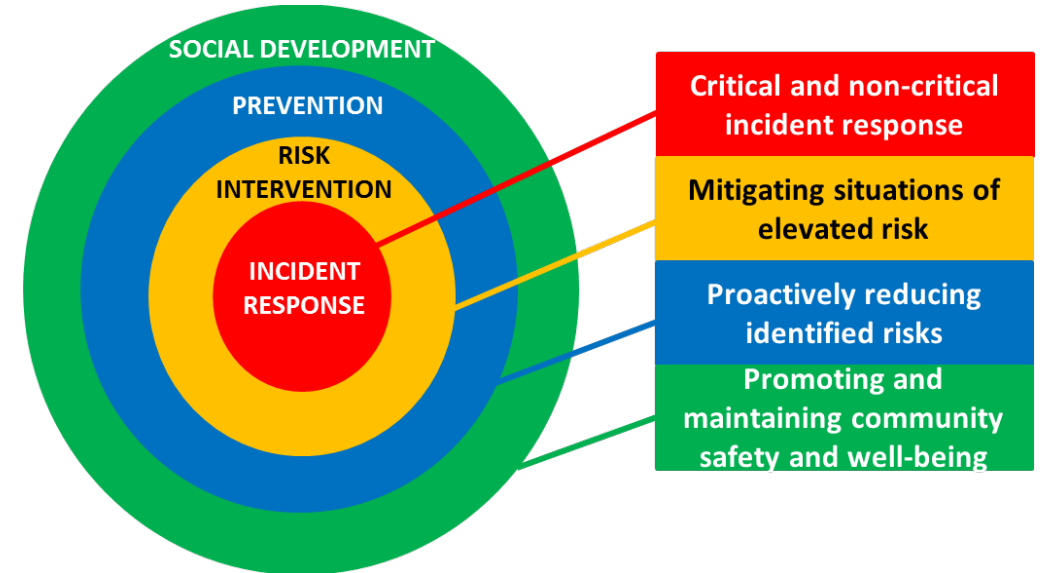 SOCIAL DEVELOPMENT
PREVENTION
RISK
INTERVENTION
INCIDENT
RESPONSE
Critical and non-critical
incident response
Mitigating situations of
elevated risk
Proactively reducing
identified risks
Promoting and
maintaining community
safety and well-being